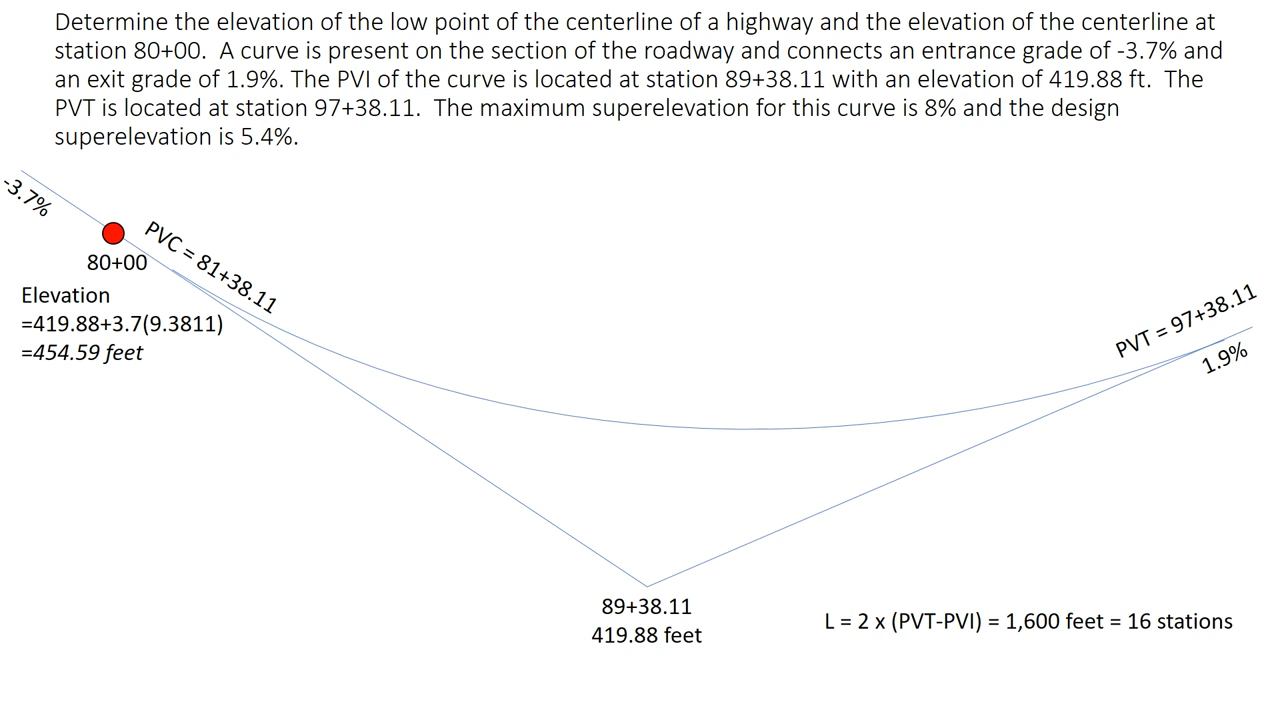 Determine the elevation of the low point of the centerline of a highway and the elevation of the centerline at
station 80+00.  A curve is present on the section of the roadway and connects an entrance grade of -3.7% and
an exit grade of 1.9%. The PVI of the curve is located at station 89+38.11 with an elevation of 419.88 ft.  The
PVT is located at station 97+38.11.  The maximum superelevation for this curve is 8% and the design
superelevation is 5.4%.
-3.7%
PVC = 81+38.11
80+00
Elevation
=419.88+3.7(9.3811)
=454.59 feet
PVT = 97+38.11
1.9%
89+38.11
419.88 feet
L = 2 x (PVT-PVI) = 1,600 feet = 16 stations